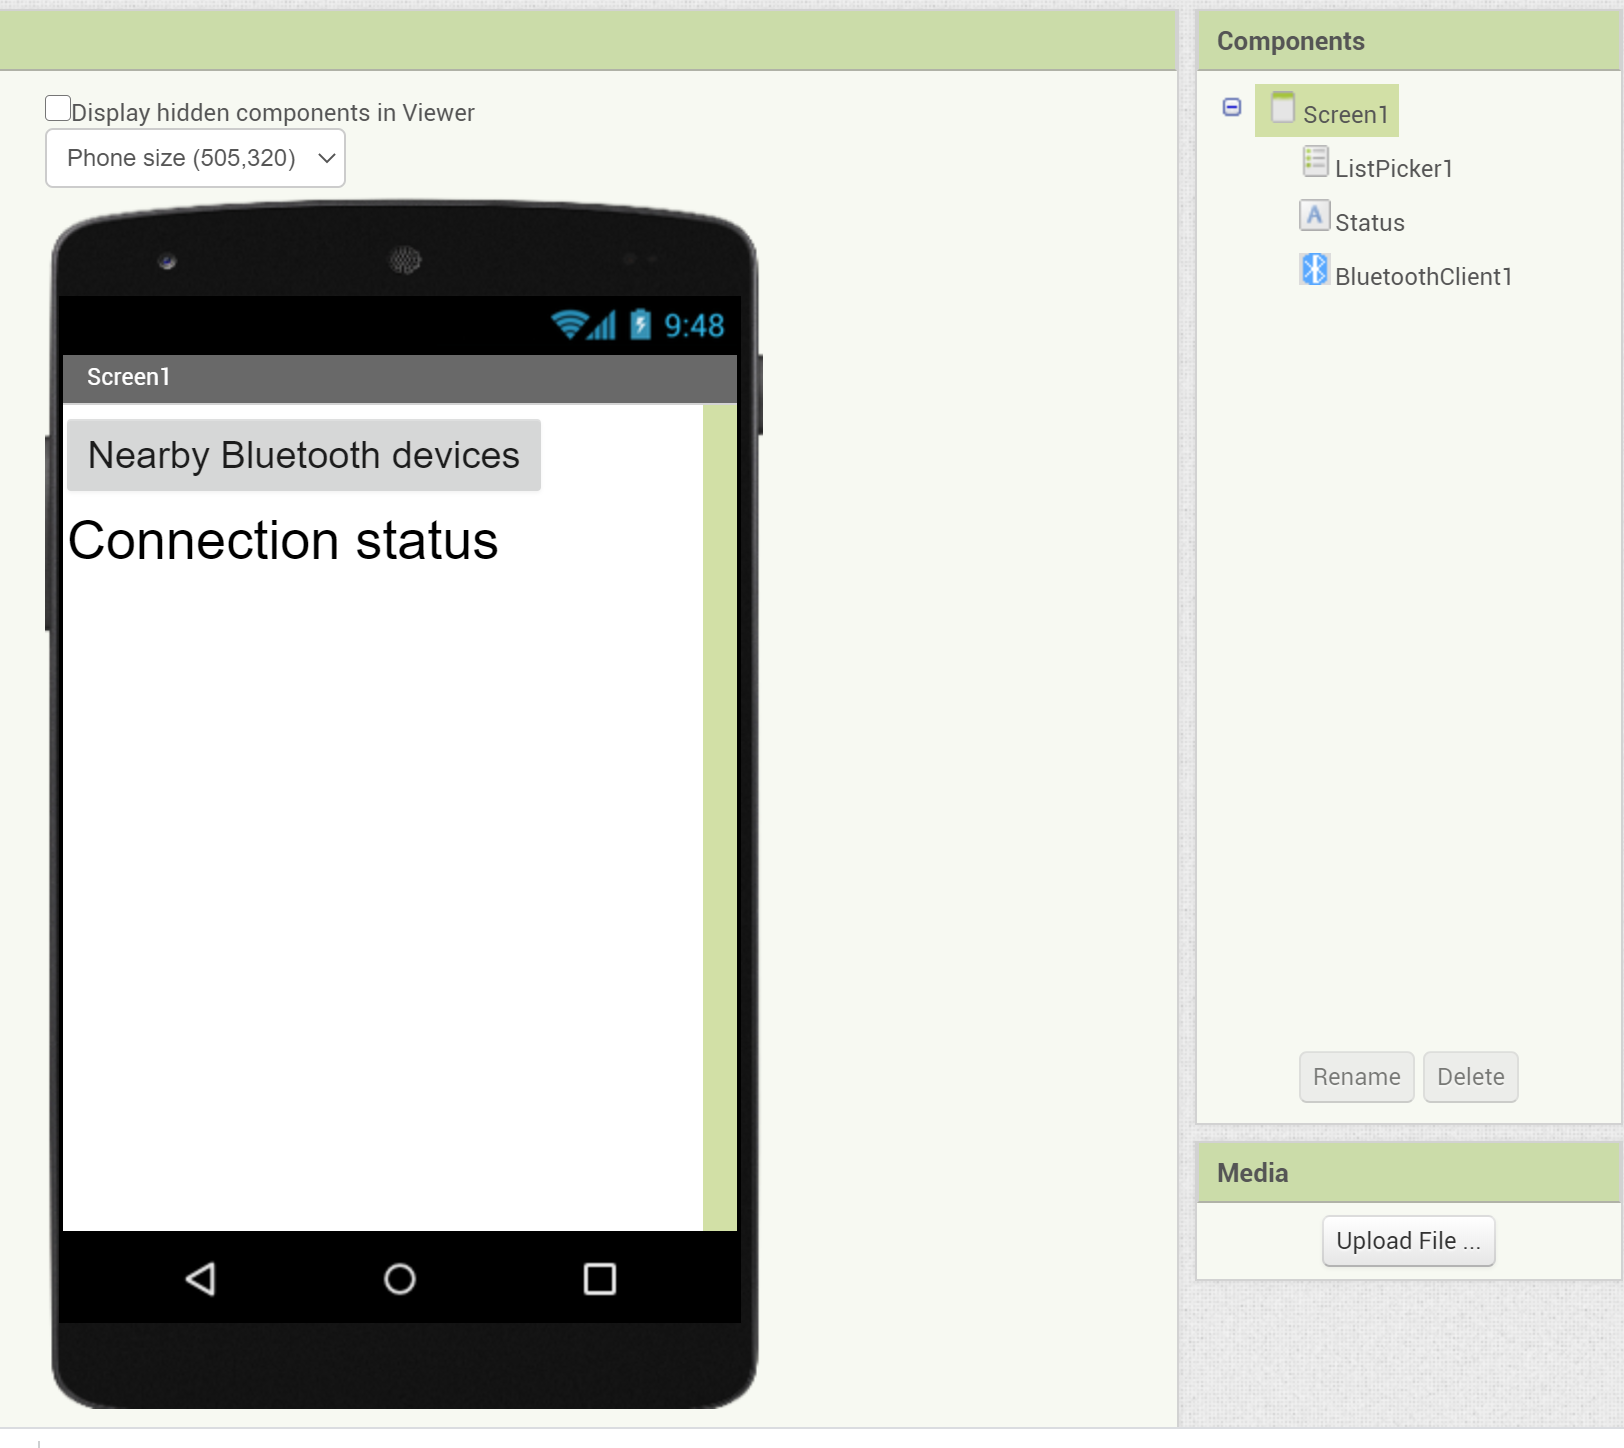 Components
Display hidden components in Viewer
Phone size (505,320)
Screen1
ListPicker1
A
Status
BluetoothClient1
9:48
Screen1
Nearby Bluetooth devices
Connection status
Rename
Delete
Media
Upload File ...